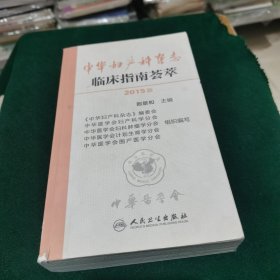 中华妇产科杂志
临床指南荟萃
2015版
郎景和 主编
《中华妇产科杂志》编委会
中华医学会妇产科学分会
中华医学会妇科肿瘤学分会 组织编写
中华医学会计划生育学分会
中华医学会围产医学分会
中华医学会
人民卫生出版社